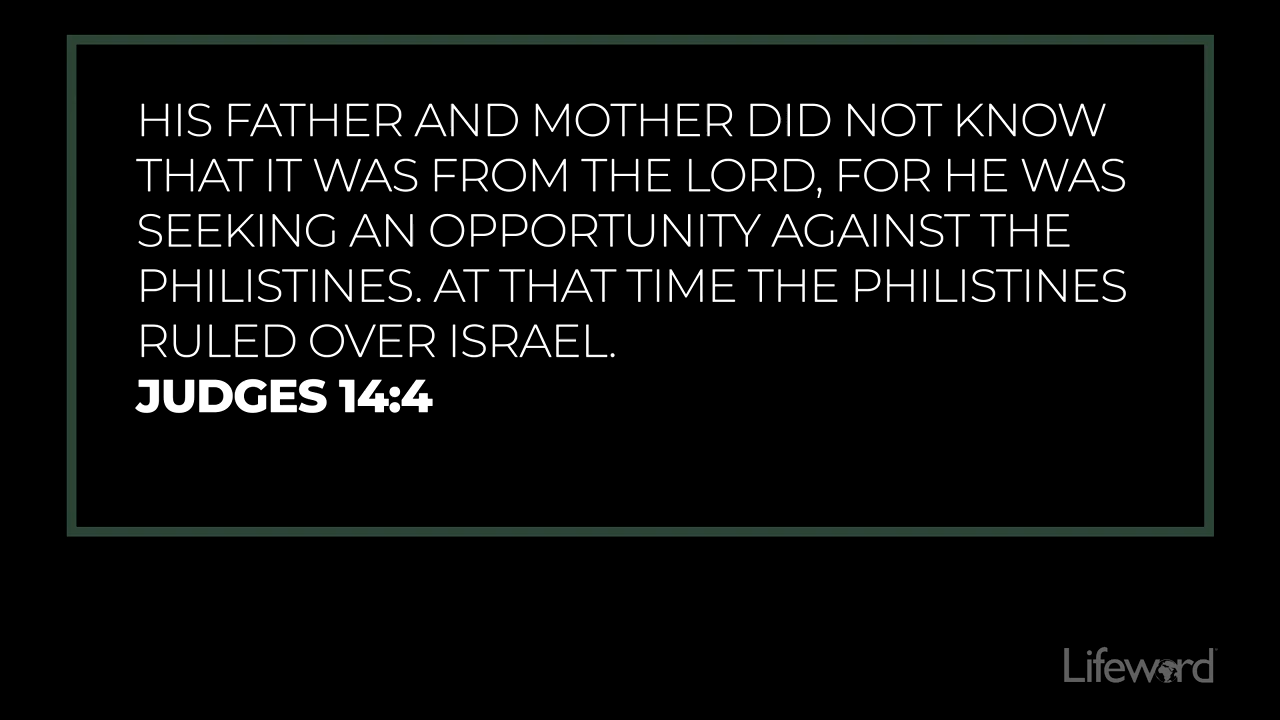 HIS FATHER AND MOTHER DID NOT KNOW
THAT IT WAS FROM THE LORD, FOR HE WAS
SEEKING AN OPPORTUNITY AGAINST THE
PHILISTINES. AT THAT TIME THE PHILISTINES
RULED OVER ISRAEL.
JUDGES 14:4
Lifeword